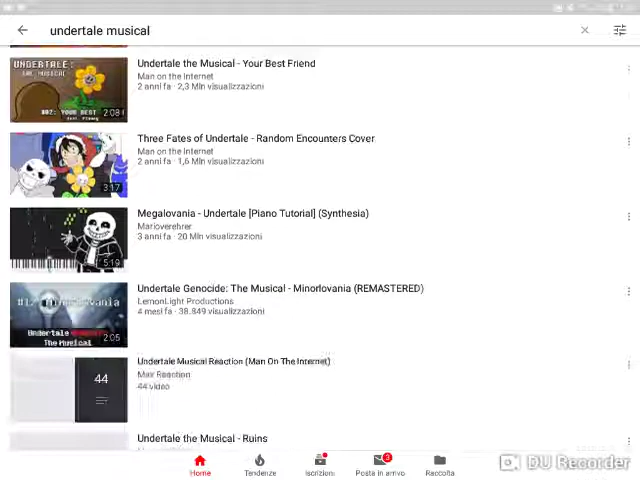 undertale musical
UNDERTALE:
THE MUSICAL
002: YOUR BEST
feat. Flowey
2:08
Undertale the Musical - Your Best Friend
Man on the Internet
2 anni fa · 2,3 Mln visualizzazioni
3:17
Three Fates of Undertale - Random Encounters Cover
Man on the Internet
2 anni fa · 1,6 Mln visualizzazioni
5:19
Megalovania - Undertale [Piano Tutorial] (Synthesia)
Marioverehrer
3 anni fa · 20 Mln visualizzazioni
Undertale
The Musical
2:05
Undertale Genocide: The Musical - Minorlovania (REMASTERED)
LemonLight Productions
4 mesi fa · 38.849 visualizzazioni
44
Undertale Musical Reaction (Man On The Internet)
Reaction
44 video
Undertale the Musical - Ruins
Home
Tendenze
Iscrizioni
3
Posta in arrivo
Raccolta
DU Recorder